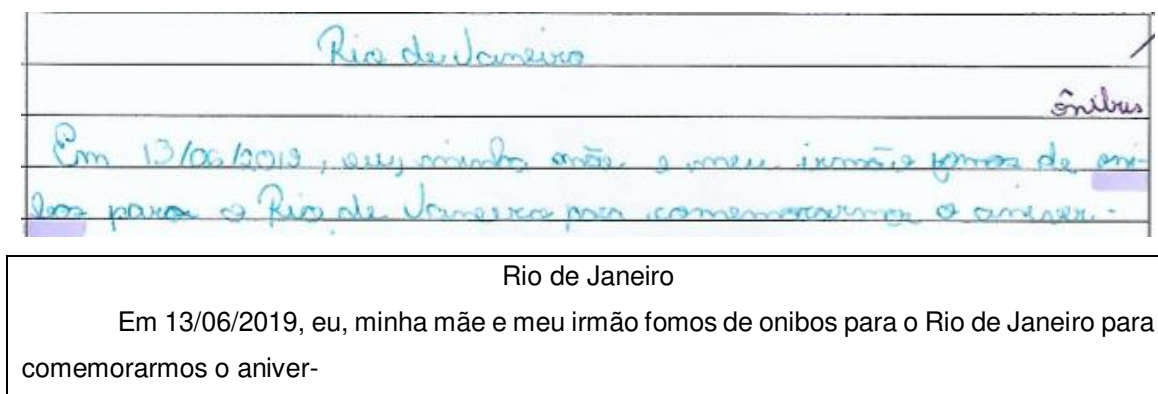 Rio de Janeiro
ônibus
Em 13/06/2019, eu, minha mãe e meu irmão fomos de oni-
bos para o Rio de Janeiro para comemorarmos o aniver-
Rio de Janeiro
Em 13/06/2019, eu, minha mãe e meu irmão fomos de onibos para o Rio de Janeiro para
comemorarmos o aniver-